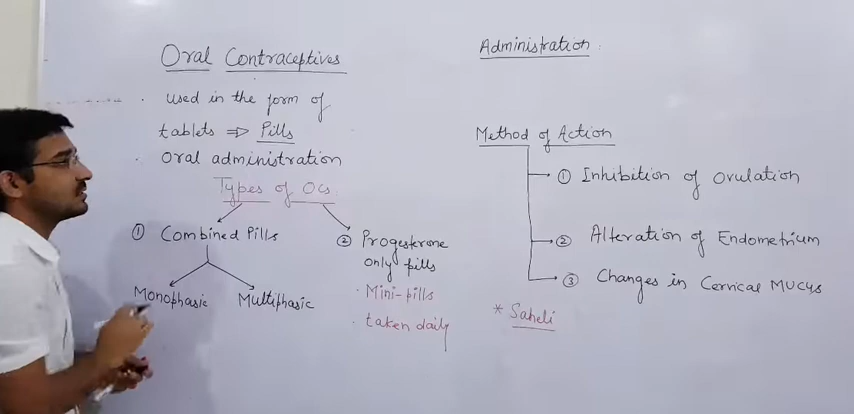 Oral Contraceptives
. used in the form of
tablets => Pills
. Oral administration
Types of OCs.
① Combined Pills
Monophasic Multiphasic
② Progesterone
only pills
. Mini-pills
. taken daily
Administration
Method of Action
① Inhibition of Ovulation
② Alteration of Endometrium
③ Changes in Cervical Mucus
* Saheli